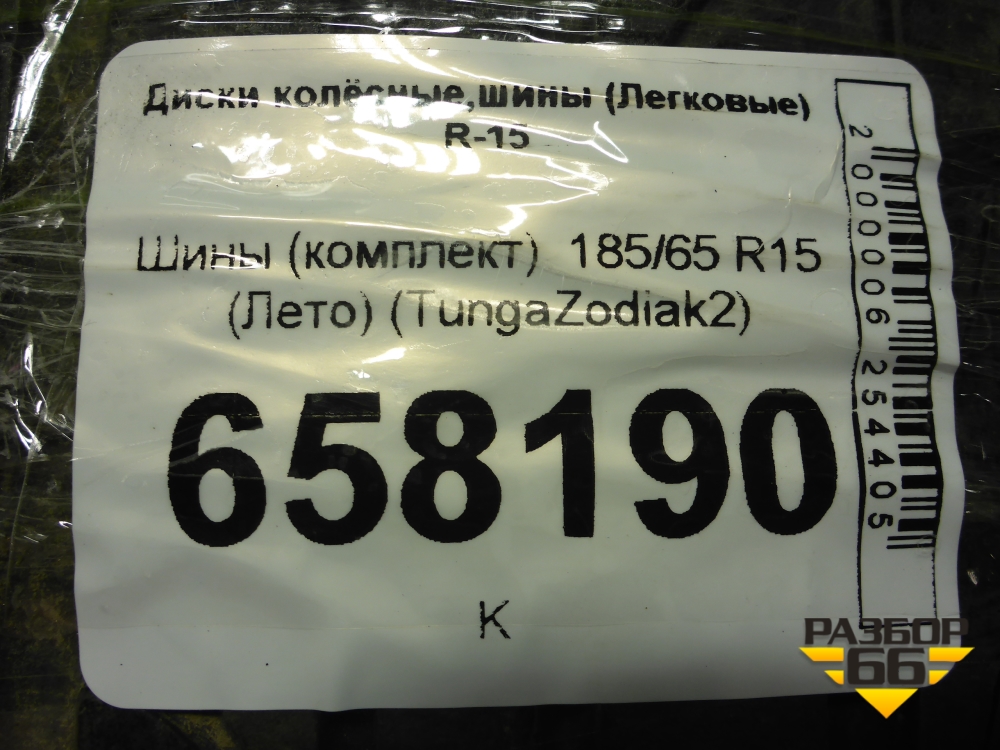 Диски колёсные,шины (Легковые)
R-15
Шины (комплект) 185/65 R15
(Лето) (TungaZodiak2)
658190
К
2000006254405
РАЗБОР
66